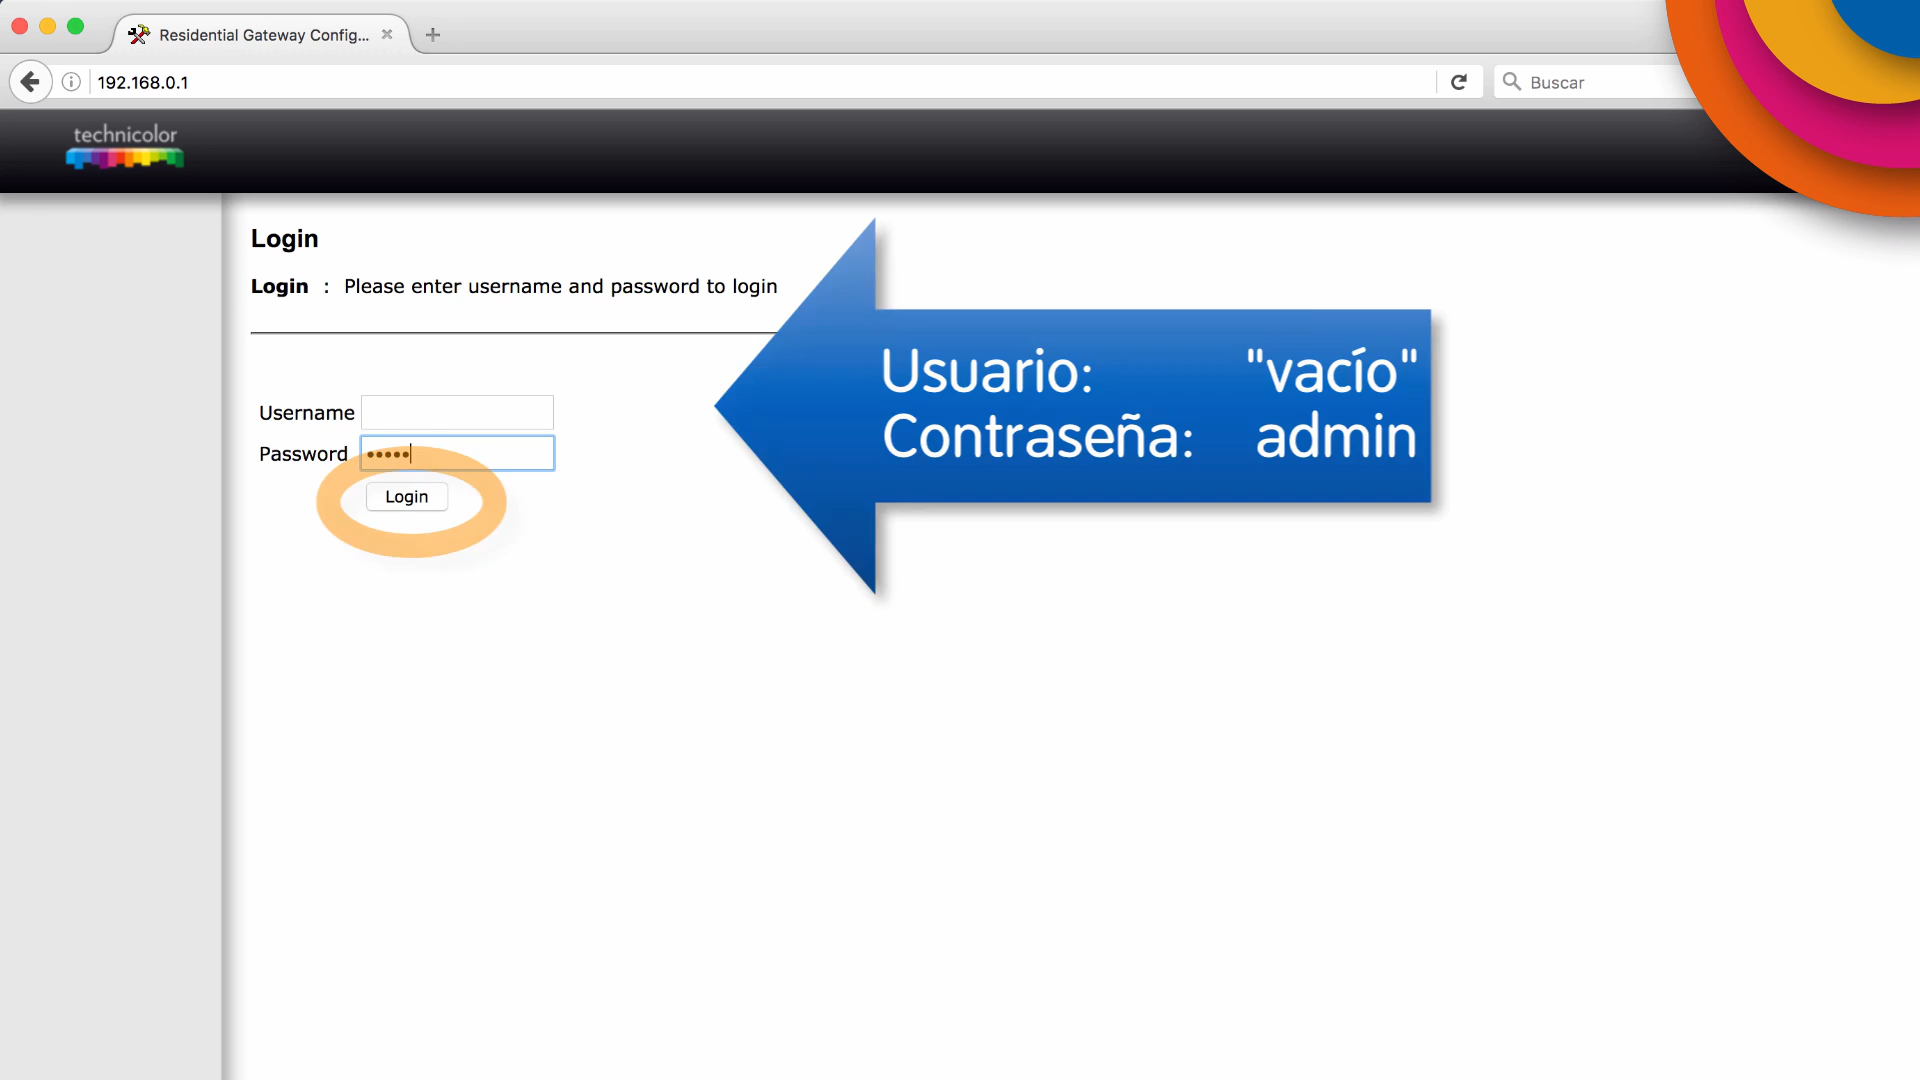 Residential Gateway Config...
192.168.0.1
Buscar
technicolor
Login
Login : Please enter username and password to login
Usuario: "vacío"
Contraseña: admin
Username
Password •••••
Login